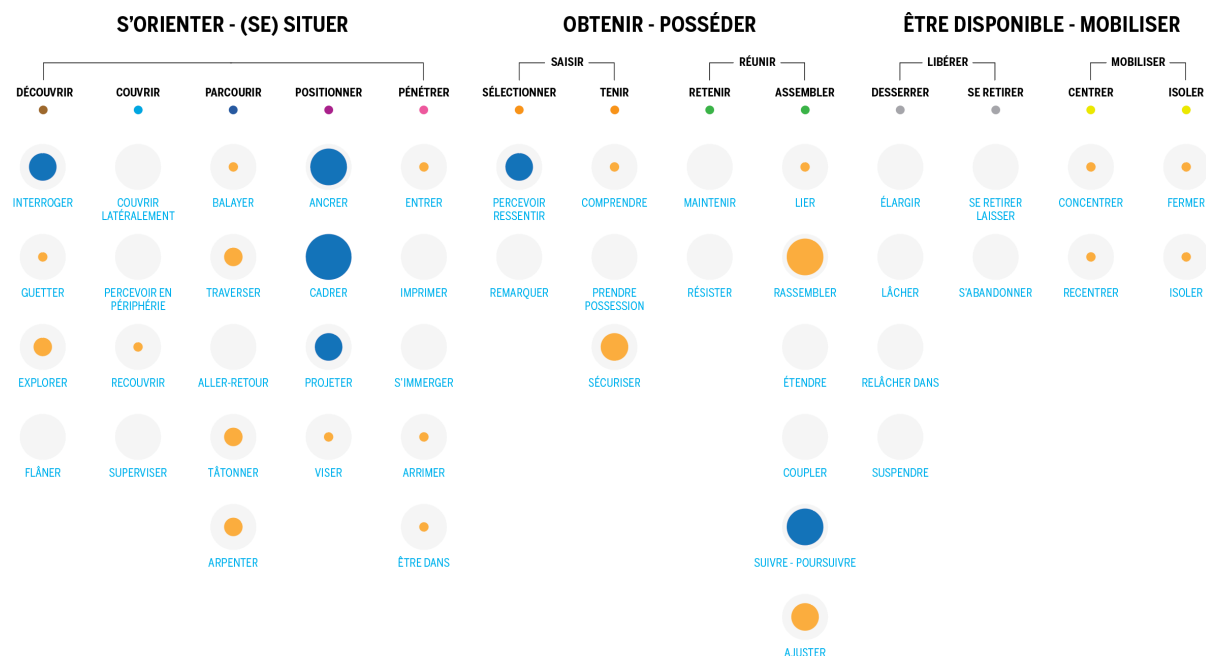 S'ORIENTER - (SE) SITUER
OBTENIR - POSSÉDER
ÊTRE DISPONIBLE - MOBILISER
SAISIR
RÉUNIR
LIBÉRER
MOBILISER
DÉCOUVRIR
COUVRIR
PARCOURIR
POSITIONNER
PÉNÉTRER
SÉLECTIONNER
TENIR
RETENIR
ASSEMBLER
DESSERRER
SE RETIRER
CENTRER
ISOLER
INTERROGER
COUVRIR
LATÉRALEMENT
BALAYER
ANCRER
ENTRER
PERCEVOIR
RESSENTIR
COMPRENDRE
MAINTENIR
LIER
ÉLARGIR
SE RETIRER
LAISSER
CONCENTRER
FERMER
GUETTER
PERCEVOIR EN
PÉRIPHÉRIE
TRAVERSER
CADRER
IMPRIMER
REMARQUER
PRENDRE
POSSESSION
RÉSISTER
RASSEMBLER
LÂCHER
S'ABANDONNER
RECENTRER
ISOLER
EXPLORER
RECOUVRIR
ALLER-RETOUR
PROJETER
S'IMMERGER
SÉCURISER
ÉTENDRE
RELÂCHER DANS
FLÂNER
SUPERVISER
TÂTONNER
VISER
ARRIMER
COUPLER
SUSPENDRE
ARPENTER
ÊTRE DANS
SUIVRE - POURSUIVRE
AJUSTER